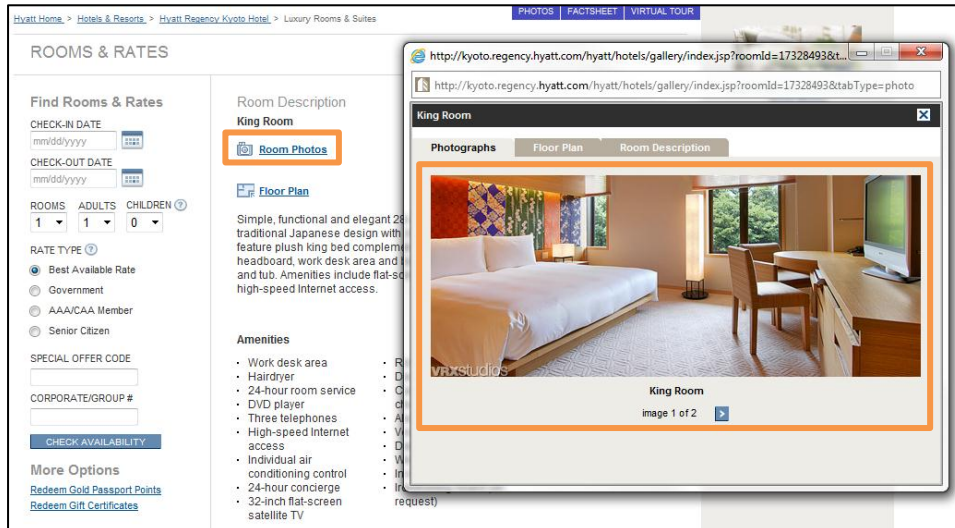 Hyatt Home > Hotels & Resorts > Hyatt Regency Kyoto Hotel > Luxury Rooms & Suites
PHOTOS FACTSHEET VIRTUAL TOUR
ROOMS & RATES
Find Rooms & Rates
CHECK-IN DATE
mm/dd/yyyy
CHECK-OUT DATE
mm/dd/yyyy
ROOMS ADULTS CHILDREN ?
1 1 0
RATE TYPE ?
Best Available Rate
Government
AAA/CAA Member
Senior Citizen
SPECIAL OFFER CODE
CORPORATE/GROUP #
CHECK AVAILABILITY
More Options
Redeem Gold Passport Points
Redeem Gift Certificates
Room Description
King Room
Room Photos
Floor Plan
Simple, functional and elegant
traditional Japanese design with
feature plush king bed
headboard, work desk area and
and tub. Amenities include
high-speed Internet access.
Amenities
· Work desk area
· Hairdryer
· 24-hour room service
· DVD player
· Three telephones
· High-speed Internet
access
· Individual air
conditioning control
· 24-hour concierge
· 32-inch flat-screen
satellite TV
request)
http://kyoto.regency.hyatt.com/hyatt/hotels/gallery/index.jsp?roomId=17328493&t...
http://kyoto.regency.hyatt.com/hyatt/hotels/gallery/index.jsp?roomId=17328493&tabType=photo
King Room
Photographs Floor Plan Room Description
VRXstudios
King Room
image 1 of 2 >